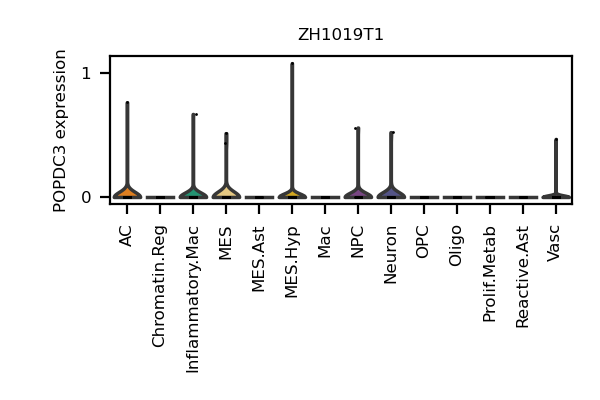 ZH1019T1
POPDC3 expression
1
0
AC
Chromatin.Reg
Inflammatory.Mac
MES
MES.Ast
MES.Hyp
Mac
NPC
Neuron
OPC
Oligo
Prolif.Metab
Reactive.Ast
Vasc